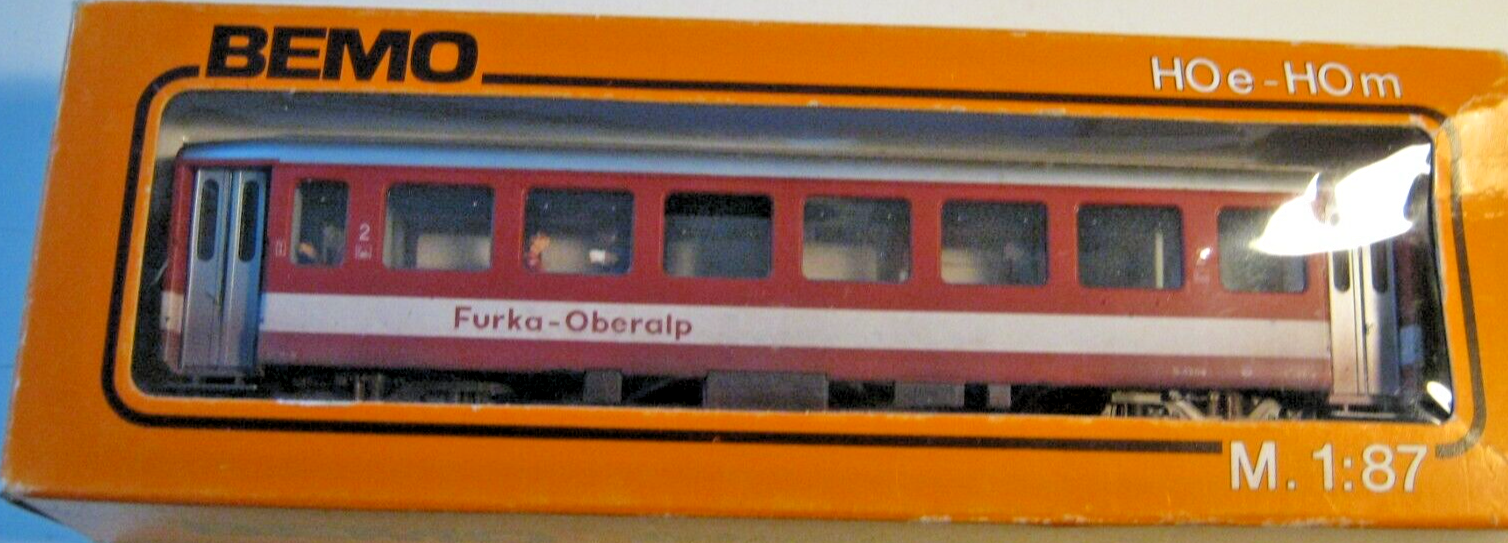 BEMO
HOe-HOm
2
Furka-Oberalp
M. 1:87